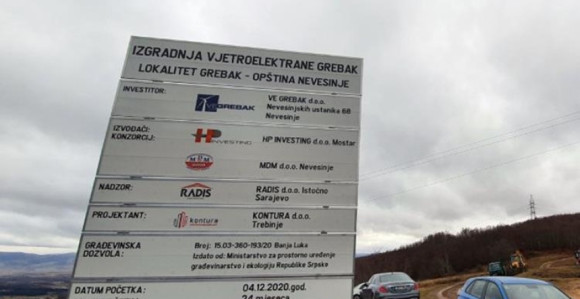 IZGRADNJA VJETROELEKTRANE GREBAK
LOKALITET GREBAK - OPŠTINA NEVESINJE
INVESTITOR:
GREBAK
VE GREBAK d.o.o.
Nevesinjskih ustanika 68
Nevesinje
IZVOĐAČI:
KONZORCIJ:
HP INVESTING
HP INVESTING d.o.o. Mostar
MDM d.o.o. Nevesinje
NADZOR:
RADIS
RADIS d.o.o. Istočno
Sarajevo
PROJEKTANT:
kontura
KONTURA d.o.o.
Trebinje
GRAĐEVINSKA
DOZVOLA:
Broj: 15.03-360-193/20 Banja Luka
Izdato od: Ministarstvo za prostorno uređenje
građevinarstvo i ekologiju Republike Srpske
DATUM POČETKA:
04.12.2020.god.
24 mjeseca